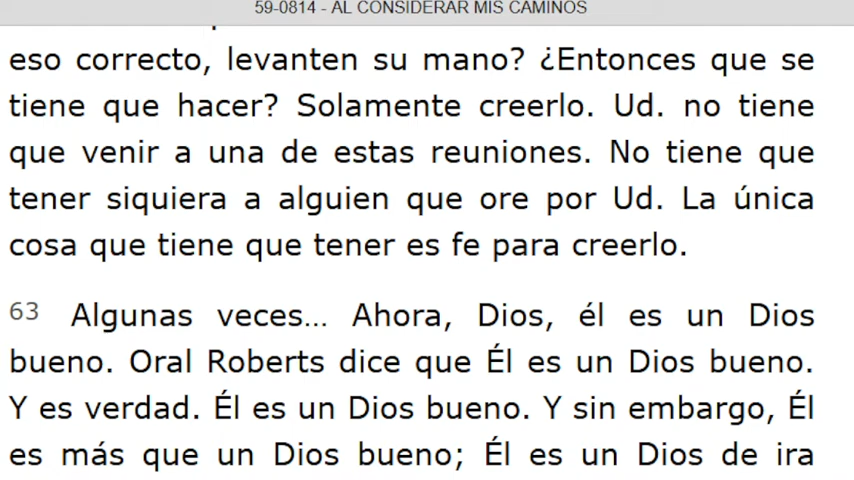 59-0814 - AL CONSIDERAR MIS CAMINOS
eso correcto, levanten su mano? ¿Entonces que se
tiene que hacer? Solamente creerlo. Ud. no tiene
que venir a una de estas reuniones. No tiene que
tener siquiera a alguien que ore por Ud. La única
cosa que tiene que tener es fe para creerlo.
63 Algunas veces... Ahora, Dios, él es un Dios
bueno. Oral Roberts dice que Él es un Dios bueno.
Y es verdad. Él es un Dios bueno. Y sin embargo, Él
es más que un Dios bueno; Él es un Dios de ira